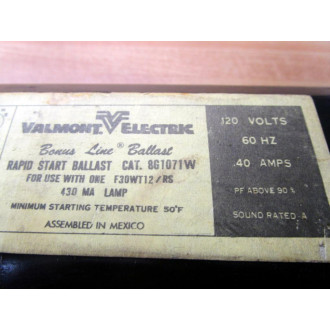 VALMONT ELECTRIC
Bonus Line® Ballast
RAPID START BALLAST CAT. 8G1071W
FOR USE WITH ONE F30WT12/RS
430 MA LAMP
MINIMUM STARTING TEMPERATURE 50°F
ASSEMBLED IN MEXICO
120 VOLTS
60 HZ
.40 AMPS
PF ABOVE 90%
SOUND RATED-A